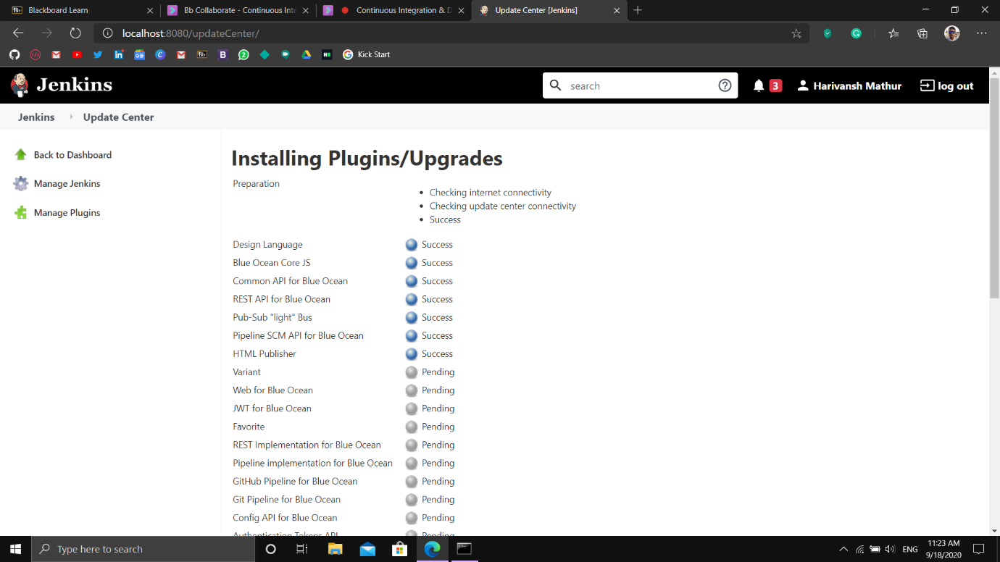 Blackboard Learn
Bb Collaborate - Continuous Inte
Continuous Integration & D
Update Center [Jenkins]
localhost:8080/updateCenter/
Kick Start
Jenkins
search
3
Harivansh Mathur
log out
Jenkins
Update Center
Back to Dashboard
Manage Jenkins
Manage Plugins
Installing Plugins/Upgrades
Preparation
Checking internet connectivity
Checking update center connectivity
Success
Design Language Success
Blue Ocean Core JS Success
Common API for Blue Ocean Success
REST API for Blue Ocean Success
Pub-Sub "light" Bus Success
Pipeline SCM API for Blue Ocean Success
HTML Publisher Success
Variant Pending
Web for Blue Ocean Pending
JWT for Blue Ocean Pending
Favorite Pending
REST Implementation for Blue Ocean Pending
Pipeline implementation for Blue Ocean Pending
GitHub Pipeline for Blue Ocean Pending
Git Pipeline for Blue Ocean Pending
Config API for Blue Ocean Pending
Authentication Tokens API Pending
Type here to search
ENG
11:23 AM
9/18/2020